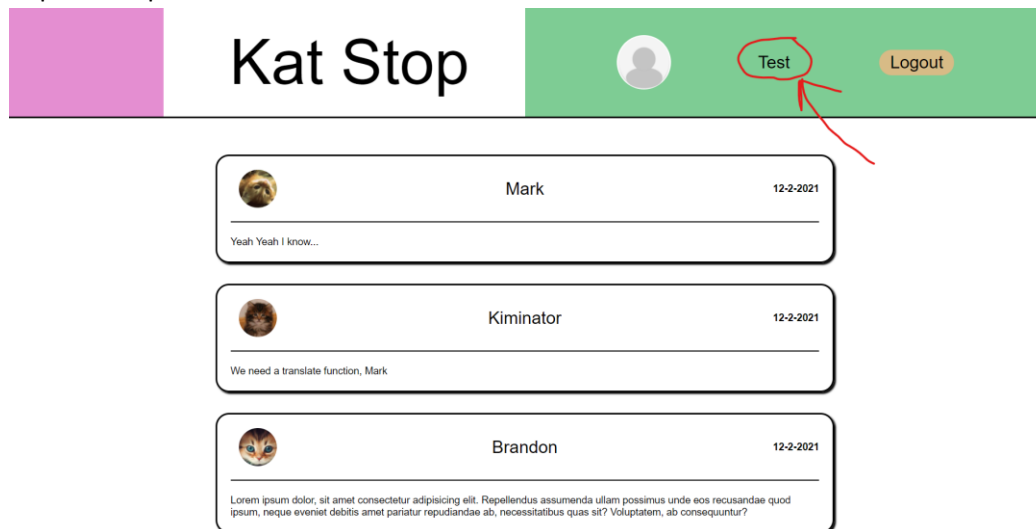 Kat Stop
Test
Logout
Mark
12-2-2021
Yeah Yeah I know...
Kiminator
12-2-2021
We need a translate function, Mark
Brandon
12-2-2021
Lorem ipsum dolor, sit amet consectetur adipisicing elit. Repellendus assumenda ullam possimus unde eos recusandae quod
ipsum, neque eveniet debitis amet pariatur repudiandae ab, necessitatibus quas sit? Voluptatem, ab consequuntur?